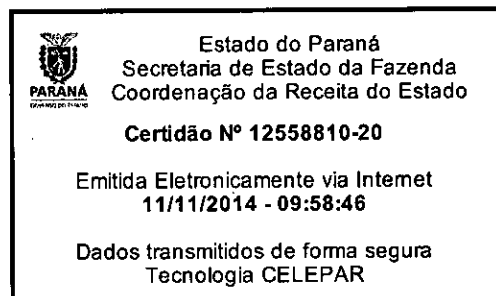 Estado do Paraná
Secretaria de Estado da Fazenda
PARANÁ
Coordenação da Receita do Estado
Certidão Nº 12558810-20
Emitida Eletronicamente via Internet
11/11/2014 - 09:58:46
Dados transmitidos de forma segura
Tecnologia CELEPAR